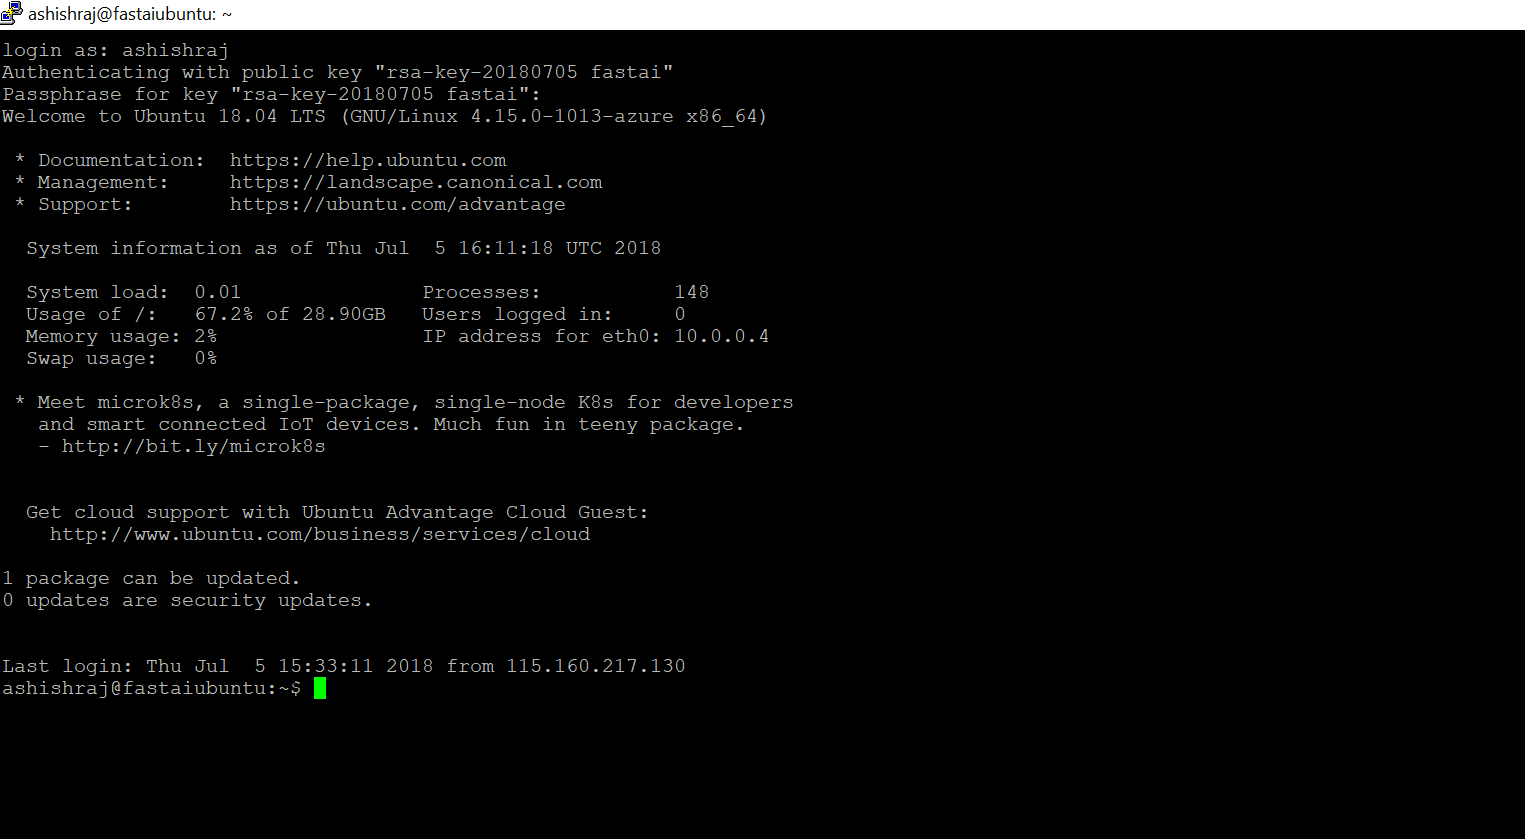 ashishraj@fastaiubuntu: ~
login as: ashishraj
Authenticating with public key "rsa-key-20180705 fastai"
Passphrase for key "rsa-key-20180705 fastai":
Welcome to Ubuntu 18.04 LTS (GNU/Linux 4.15.0-1013-azure x86_64)

 * Documentation:  https://help.ubuntu.com
 * Management:     https://landscape.canonical.com
 * Support:        https://ubuntu.com/advantage

  System information as of Thu Jul  5 16:11:18 UTC 2018

  System load:  0.01               Processes:           148
  Usage of /:   67.2% of 28.90GB   Users logged in:     0
  Memory usage: 2%                 IP address for eth0: 10.0.0.4
  Swap usage:   0%

 * Meet microk8s, a single-package, single-node K8s for developers
   and smart connected IoT devices. Much fun in teeny package.
   - http://bit.ly/microk8s

  Get cloud support with Ubuntu Advantage Cloud Guest:
    http://www.ubuntu.com/business/services/cloud

1 package can be updated.
0 updates are security updates.

Last login: Thu Jul  5 15:33:11 2018 from 115.160.217.130
ashishraj@fastaiubuntu:~$